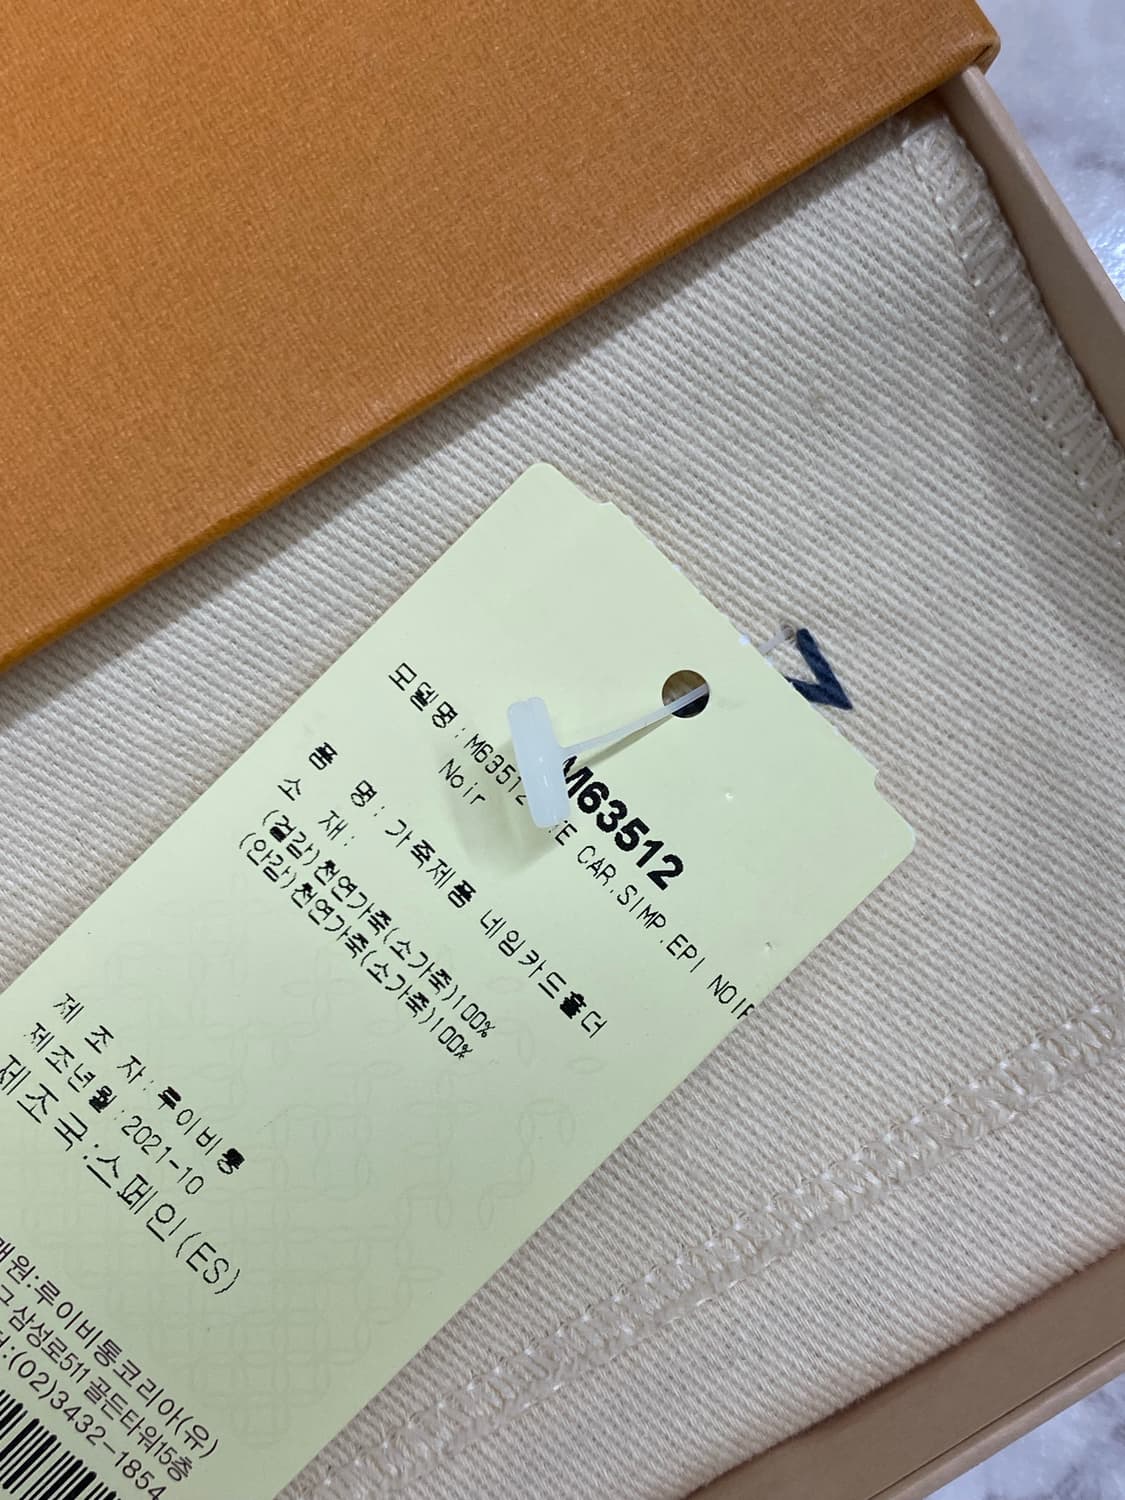 M63512
모델명: M63512 TE CAR.SIMP.EPI NOIR
Noir
품 명: 가죽제품 네임카드홀더
소 재:
(겉감)천연가죽(소가죽)100%
(안감)천연가죽(소가죽)100%
제 조 자: 루이비통
제조년월:2021-10
제조국:스페인(ES)
매원:루이비통코리아(유)
삼성로511 골든타워15층
:(02)3432-1854
V